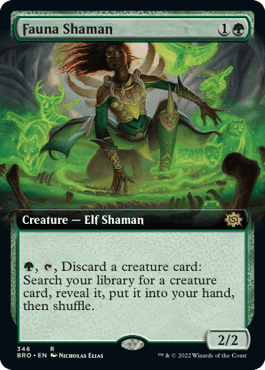 Fauna Shaman 1
Creature — Elf Shaman
, , Discard a creature card:
Search your library for a creature
card, reveal it, put it into your hand,
then shuffle.
2/2
346 R
BRO • EN Nicholas Elias
™ & © 2022 Wizards of the Coast